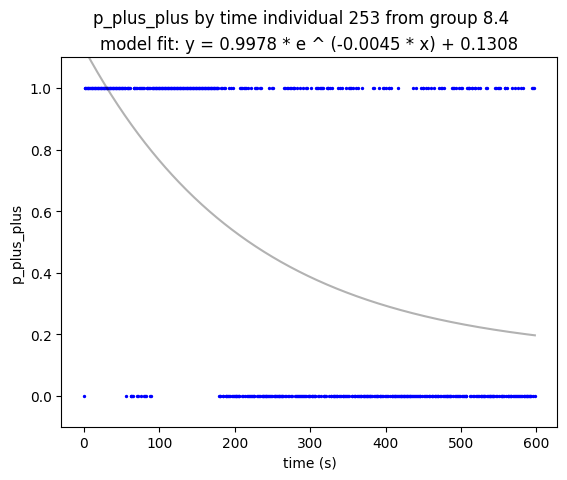 p_plus_plus by time individual 253 from group 8.4
model fit: y = 0.9978 * e ^ (-0.0045 * x) + 0.1308
1.0
0.8
0.6
0.4
0.2
0.0
p_plus_plus
0 100 200 300 400 500 600
time (s)